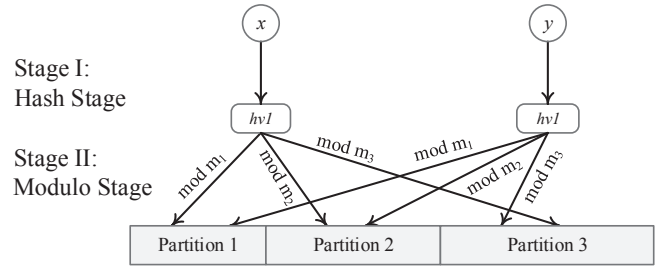 x
y
Stage I:
Hash Stage
hv1
hv1
Stage II:
Modulo Stage
mod m₁
mod m₂
mod m₃
mod m₁
mod m₂
mod m₃
Partition 1
Partition 2
Partition 3